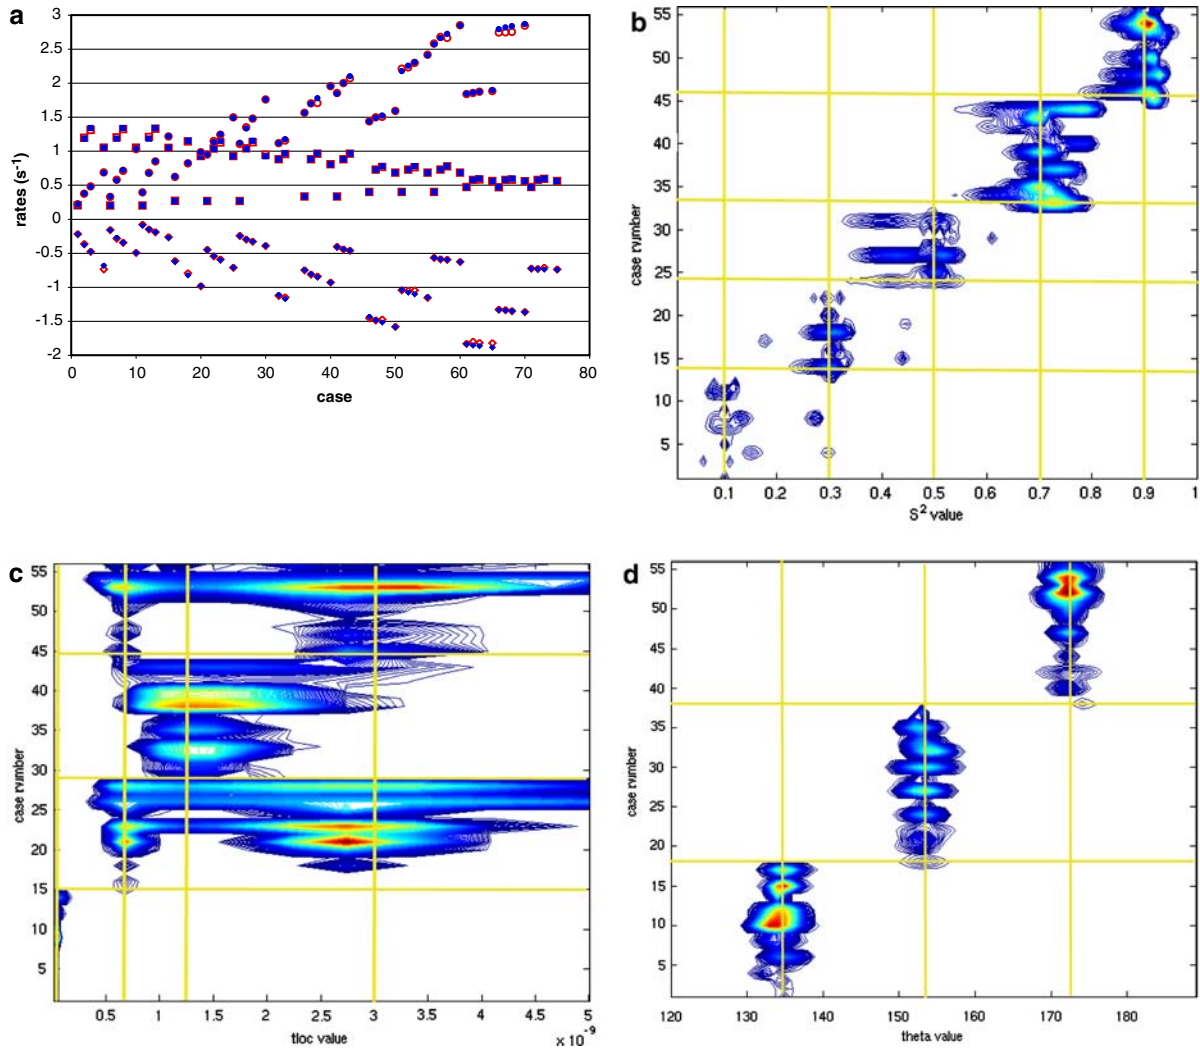 a
3
2.5
2
1.5
1
0.5
0
-0.5
-1
-1.5
-2
rates (s-1)
0 10 20 30 40 50 60 70 80
case
b
55
50
45
40
35
30
25
20
15
10
5
case number
0.1 0.2 0.3 0.4 0.5 0.6 0.7 0.8 0.9 1
S2 value
c
55
50
45
40
35
30
25
20
15
10
5
case number
0.5 1 1.5 2 2.5 3 3.5 4 4.5 5
tloc value
x 10-9
d
55
50
45
40
35
30
25
20
15
10
5
case number
120 130 140 150 160 170 180
theta value